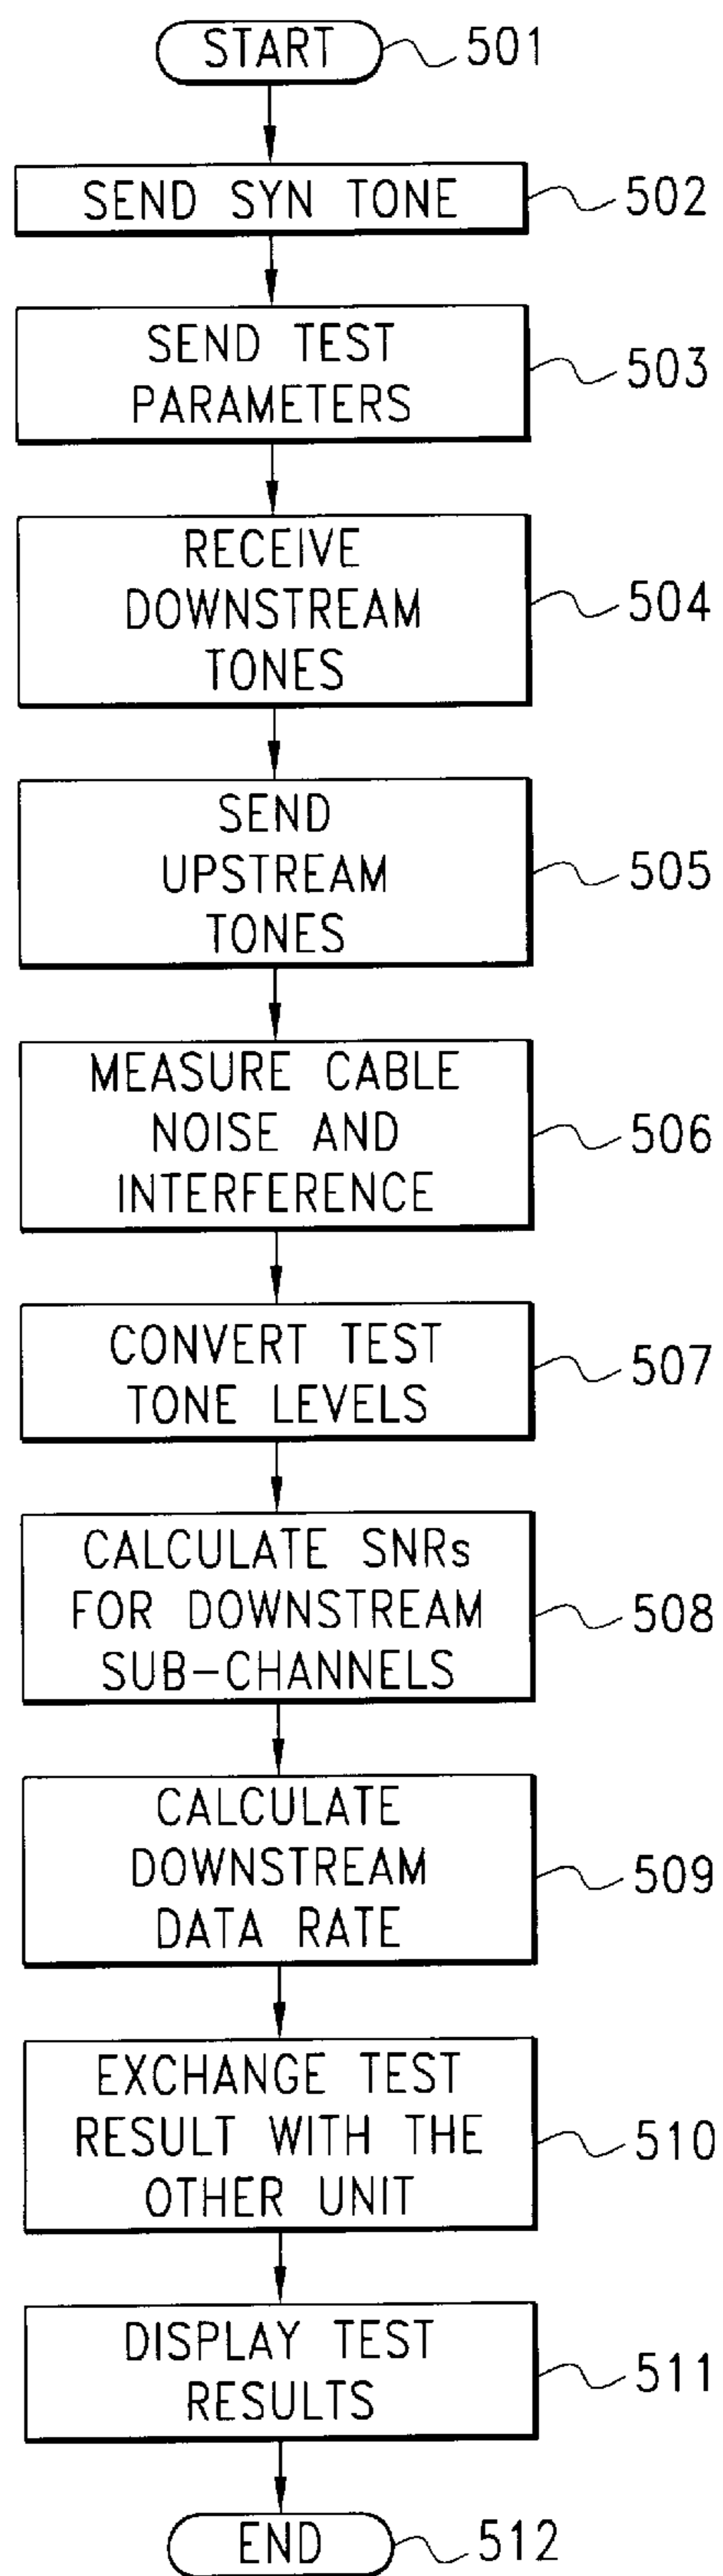 START 501
SEND SYN TONE 502
SEND TEST
PARAMETERS 503
RECEIVE
DOWNSTREAM
TONES 504
SEND
UPSTREAM
TONES 505
MEASURE CABLE
NOISE AND
INTERFERENCE 506
CONVERT TEST
TONE LEVELS 507
CALCULATE SNRs
FOR DOWNSTREAM
SUB-CHANNELS 508
CALCULATE
DOWNSTREAM
DATA RATE 509
EXCHANGE TEST
RESULT WITH THE
OTHER UNIT 510
DISPLAY TEST
RESULTS 511
END 512